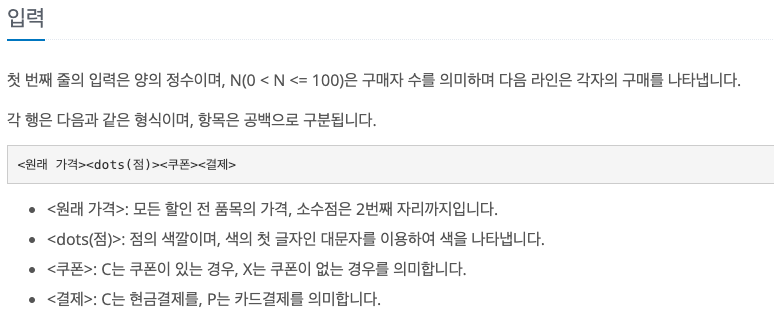 입력
첫 번째 줄의 입력은 양의 정수이며, N(0 < N <= 100)은 구매자 수를 의미하며 다음 라인은 각자의 구매를 나타냅니다.
각 행은 다음과 같은 형식이며, 항목은 공백으로 구분됩니다.
<원래 가격><dots(점)><쿠폰><결제>
• <원래 가격>: 모든 할인 전 품목의 가격, 소수점은 2번째 자리까지입니다.
• <dots(점)>: 점의 색깔이며, 색의 첫 글자인 대문자를 이용하여 색을 나타냅니다.
• <쿠폰>: C는 쿠폰이 있는 경우, X는 쿠폰이 없는 경우를 의미합니다.
• <결제>: C는 현금결제를, P는 카드결제를 의미합니다.